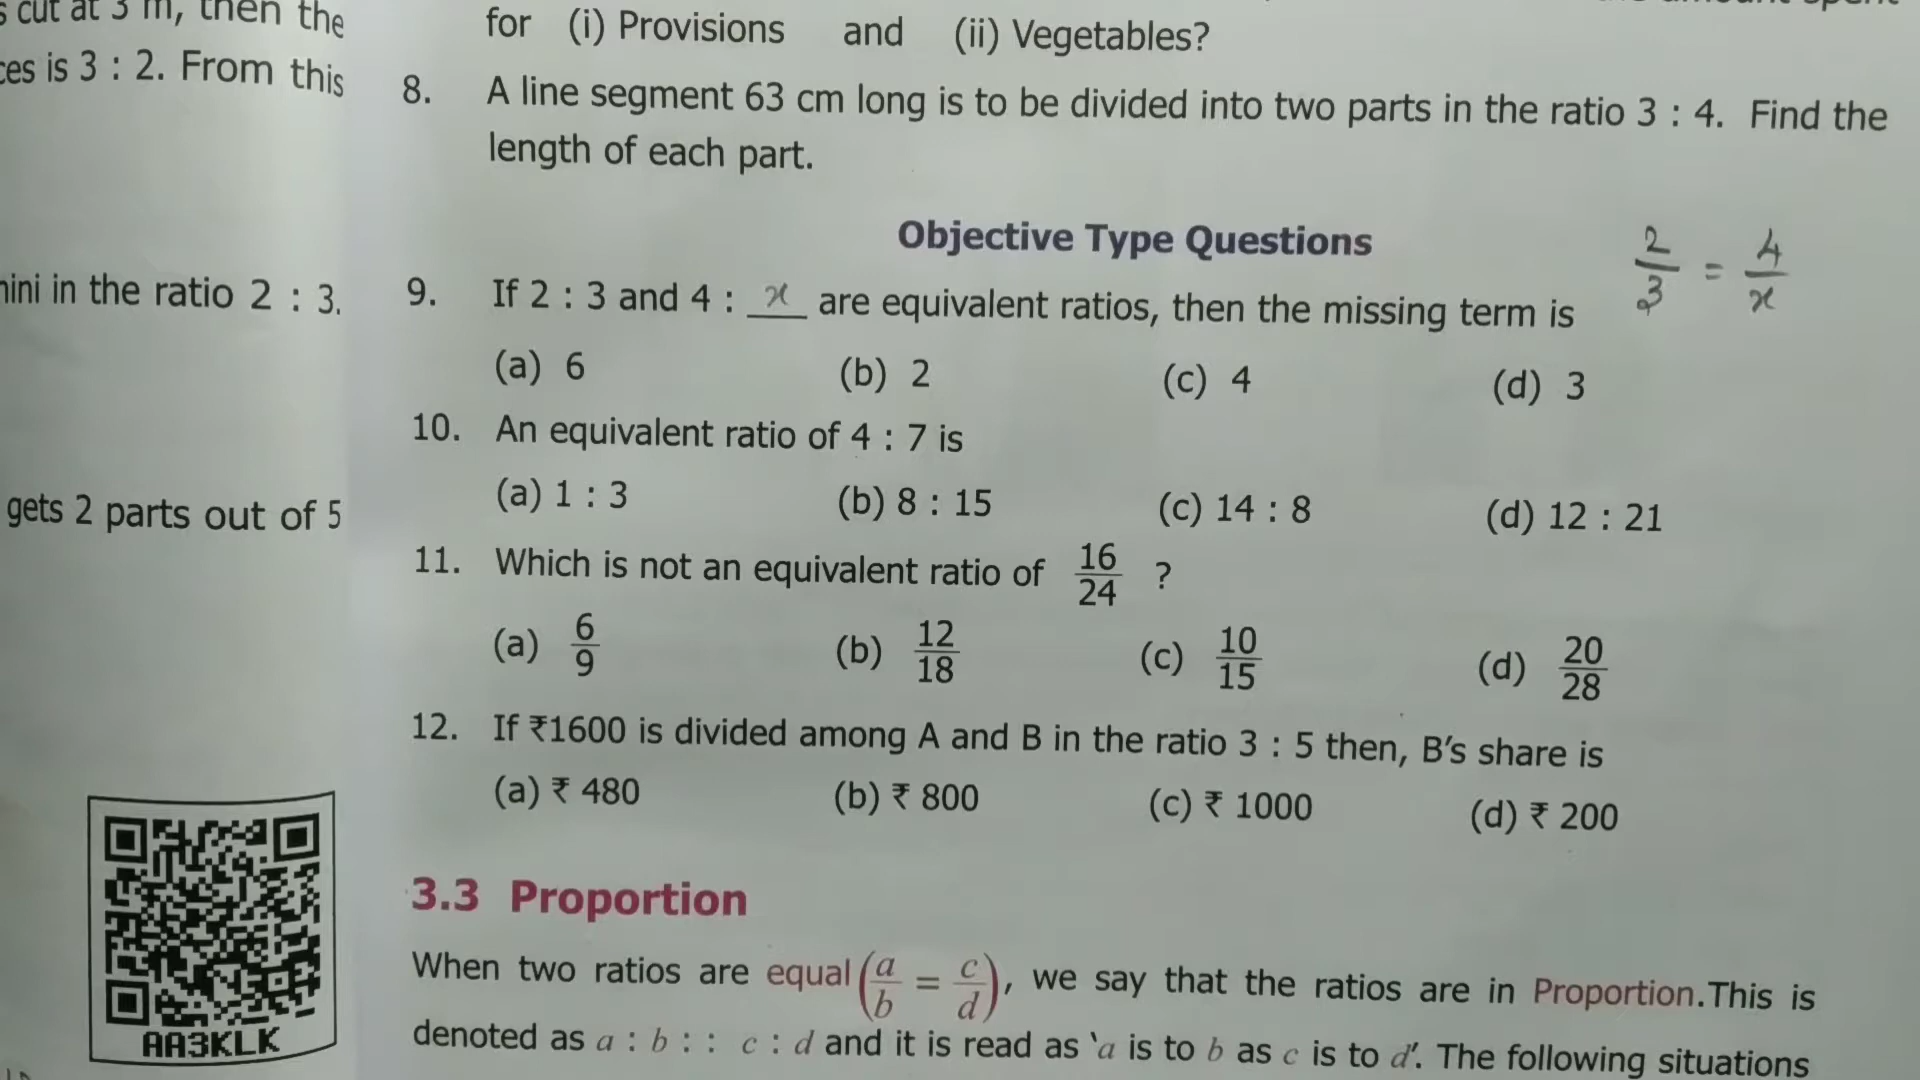 cut at 3 m, then the
ces is 3 : 2. From this
mini in the ratio 2 : 3.
gets 2 parts out of 5
AA3KLK
for (i) Provisions and (ii) Vegetables?
8. A line segment 63 cm long is to be divided into two parts in the ratio 3 : 4. Find the
length of each part.
Objective Type Questions
2/3 = 4/x
9. If 2 : 3 and 4 : x are equivalent ratios, then the missing term is
(a) 6 (b) 2 (c) 4 (d) 3
10. An equivalent ratio of 4 : 7 is
(a) 1 : 3 (b) 8 : 15 (c) 14 : 8 (d) 12 : 21
11. Which is not an equivalent ratio of 16/24 ?
(a) 6/9 (b) 12/18 (c) 10/15 (d) 20/28
12. If ₹1600 is divided among A and B in the ratio 3 : 5 then, B's share is
(a) ₹ 480 (b) ₹ 800 (c) ₹ 1000 (d) ₹ 200
3.3 Proportion
When two ratios are equal (a/b = c/d), we say that the ratios are in Proportion.This is
denoted as a : b : : c : d and it is read as 'a is to b as c is to d'. The following situations